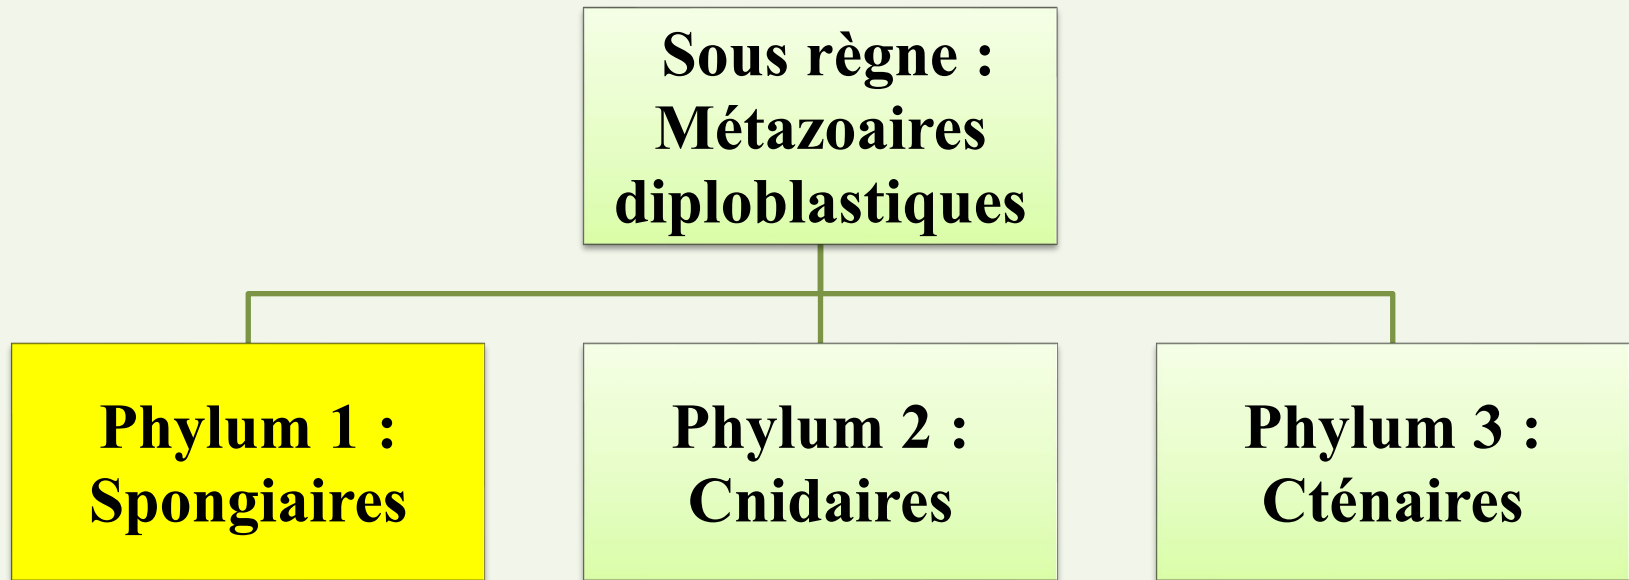 Sous règne :
Métazoaires
diploblastiques
Phylum 1 :
Spongiaires
Phylum 2 :
Cnidaires
Phylum 3 :
Cténaires